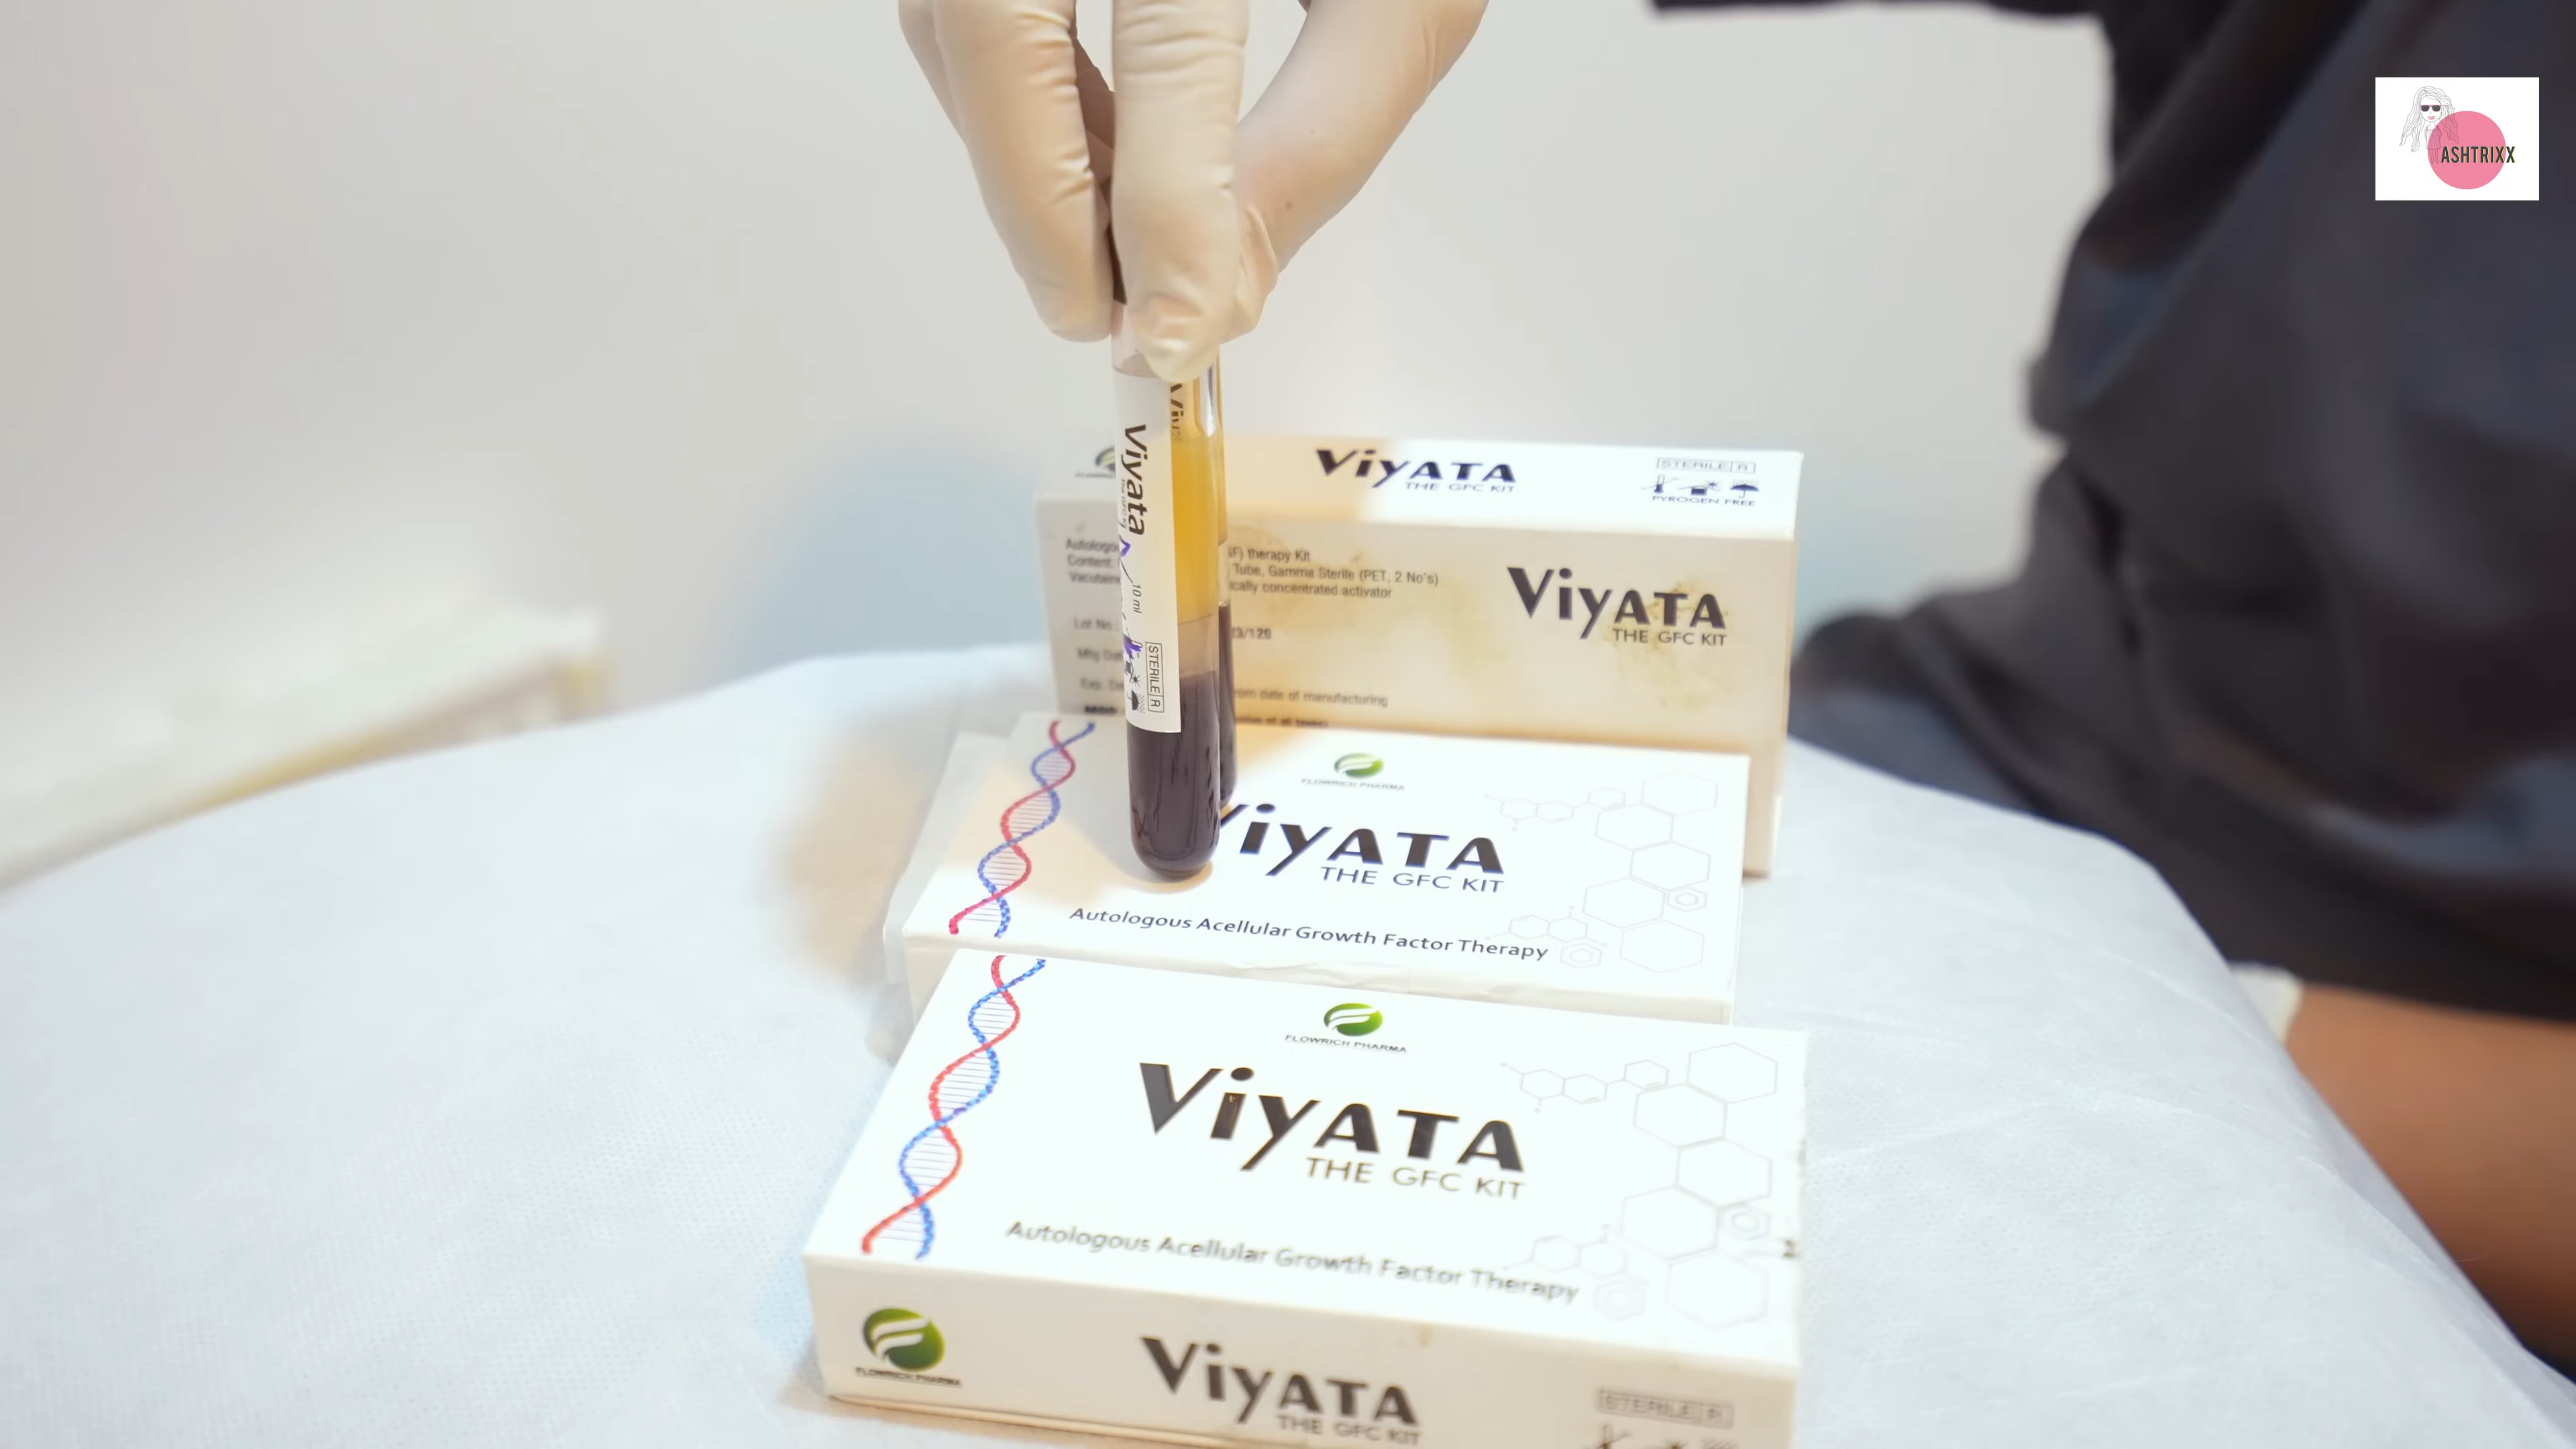 ASHTRIXX
Viyata
10 ml
STERILE R
ViyATA
THE GFC KIT
STERILE R
PYROGEN FREE
therapy Kit
Tube, Gamma Sterile (PET, 2 No's)
concentrated activator
Lot No.
23/120
from date of manufacturing
ViyATA
THE GFC KIT
FLOWRICH PHARMA
ViyATA
THE GFC KIT
Autologous Acellular Growth Factor Therapy
FLOWRICH PHARMA
ViyATA
THE GFC KIT
Autologous Acellular Growth Factor Therapy
FLOWRICH PHARMA
ViyATA
THE GFC KIT
STERILE R